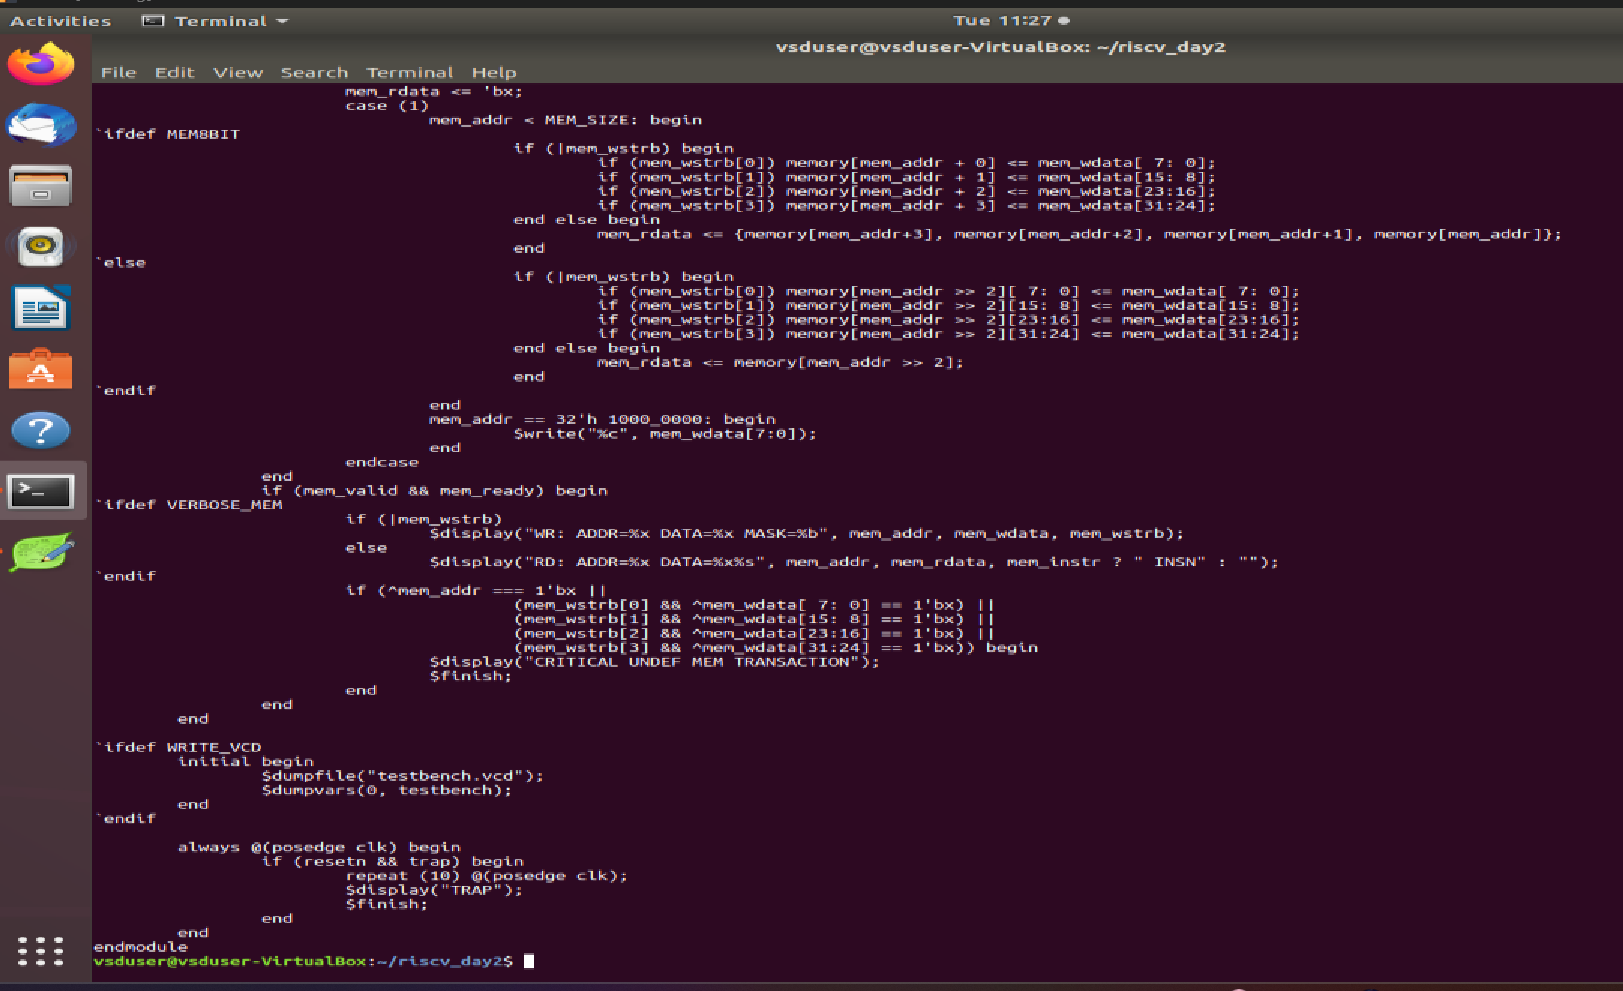 Activities Terminal Tue 11:27
vsduser@vsduser-VirtualBox: ~/riscv_day2
File Edit View Search Terminal Help
mem_rdata <= 'bx;
case (1)
mem_addr < MEM_SIZE: begin
`ifdef MEM8BIT
if (|mem_wstrb) begin
if (mem_wstrb[0]) memory[mem_addr + 0] <= mem_wdata[ 7: 0];
if (mem_wstrb[1]) memory[mem_addr + 1] <= mem_wdata[15: 8];
if (mem_wstrb[2]) memory[mem_addr + 2] <= mem_wdata[23:16];
if (mem_wstrb[3]) memory[mem_addr + 3] <= mem_wdata[31:24];
end else begin
mem_rdata <= {memory[mem_addr+3], memory[mem_addr+2], memory[mem_addr+1], memory[mem_addr]};
end
`else
if (|mem_wstrb) begin
if (mem_wstrb[0]) memory[mem_addr >> 2][ 7: 0] <= mem_wdata[ 7: 0];
if (mem_wstrb[1]) memory[mem_addr >> 2][15: 8] <= mem_wdata[15: 8];
if (mem_wstrb[2]) memory[mem_addr >> 2][23:16] <= mem_wdata[23:16];
if (mem_wstrb[3]) memory[mem_addr >> 2][31:24] <= mem_wdata[31:24];
end else begin
mem_rdata <= memory[mem_addr >> 2];
end
`endif
end
mem_addr == 32'h 1000_0000: begin
$write("%c", mem_wdata[7:0]);
end
endcase
end
if (mem_valid && mem_ready) begin
`ifdef VERBOSE_MEM
if (|mem_wstrb)
$display("WR: ADDR=%x DATA=%x MASK=%b", mem_addr, mem_wdata, mem_wstrb);
else
$display("RD: ADDR=%x DATA=%x%s", mem_addr, mem_rdata, mem_instr ? " INSN" : "");
`endif
if (^mem_addr === 1'bx ||
(mem_wstrb[0] && ^mem_wdata[ 7: 0] == 1'bx) ||
(mem_wstrb[1] && ^mem_wdata[15: 8] == 1'bx) ||
(mem_wstrb[2] && ^mem_wdata[23:16] == 1'bx) ||
(mem_wstrb[3] && ^mem_wdata[31:24] == 1'bx)) begin
$display("CRITICAL UNDEF MEM TRANSACTION");
$finish;
end
end
end
`ifdef WRITE_VCD
initial begin
$dumpfile("testbench.vcd");
$dumpvars(0, testbench);
end
`endif
always @(posedge clk) begin
if (resetn && trap) begin
repeat (10) @(posedge clk);
$display("TRAP");
$finish;
end
end
endmodule
vsduser@vsduser-VirtualBox:~/riscv_day2$